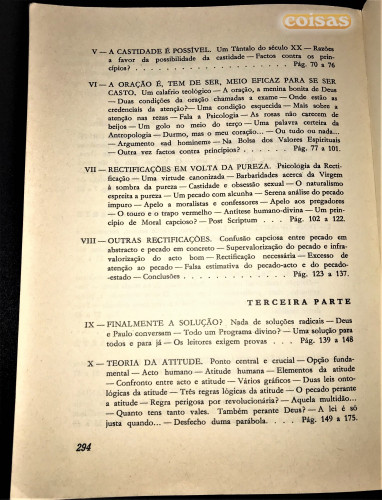 coisas
V — A CASTIDADE É POSSÍVEL. Um Tântalo do século XX — Razões
a favor da possibilidade da castidade — Factos contra os prin-
cípios? . . . . . . . . . . . . . . . . . Pág. 70 a 76
VI — A ORAÇÃO É, TEM DE SER, MEIO EFICAZ PARA SE SER
CASTO. Um calafrio teológico — A oração, a menina bonita de Deus
— Duas condições da oração chamadas a exame — Onde estão as
credenciais da atenção? — Uma condição esquecida — Mais sobre a
atenção nas rezas — Fala a Psicologia — As rosas não carecem de
beijos — Um golo no meio do terço — Uma palavra certeira da
Antropologia — Durmo, mas o meu coração... — Ou tudo ou nada...
— Argumento «ad hominem» — Na Bolsa dos Valores Espirituais
— Outra vez factos contra princípios? . . . . . . Pág. 77 a 101.
VII — RECTIFICAÇÕES EM VOLTA DA PUREZA. Psicologia da Recti-
ficação — Uma virtude canonizada — Barbaridades acerca da Virgem
à sombra da pureza — Castidade e obsessão sexual — O naturalismo
espreita a pureza — Um pecado com alcunha — Serena análise do pecado
impuro — Apelo a moralistas e confessores — Apelo aos pregadores
— O touro e o trapo vermelho — Antítese humano-divina — Um prin-
cípio de Moral capcioso? — Post Scriptum . . . Pág. 102 a 122.
VIII — OUTRAS RECTIFICAÇÕES. Confusão capciosa entre pecado em
abstracto e pecado em concreto — Supervalorização do pecado e infra-
valorização do acto bom — Rectificação necessária — Excesso de
atenção ao pecado — Falsa estimativa do pecado-acto e do pecado-
-estado — Conclusões . . . . . . . . . . Pág. 123 a 137.
TERCEIRA PARTE
IX — FINALMENTE A SOLUÇÃO? Nada de soluções radicais — Deus
e Paulo conversam — Todo um Programa divino? — Uma solução para
todos e para já — Os leitores exigem provas . . . Pág. 139 a 148
X — TEORIA DA ATITUDE. Ponto central e crucial — Opção funda-
mental — Acto humano — Atitude humana — Elementos da atitude
— Confronto entre acto e atitude — Vários gráficos — Duas leis onto-
lógicas da atitude — Três regras lógicas da atitude — O pecado perante
a atitude — Regra perigosa por revolucionária? — Aquela multidão...
— Quanto tens tanto vales. Também perante Deus? — A lei é só
justa quando... — Desfecho duma parábola. . . . . Pág. 149 a 175.
294